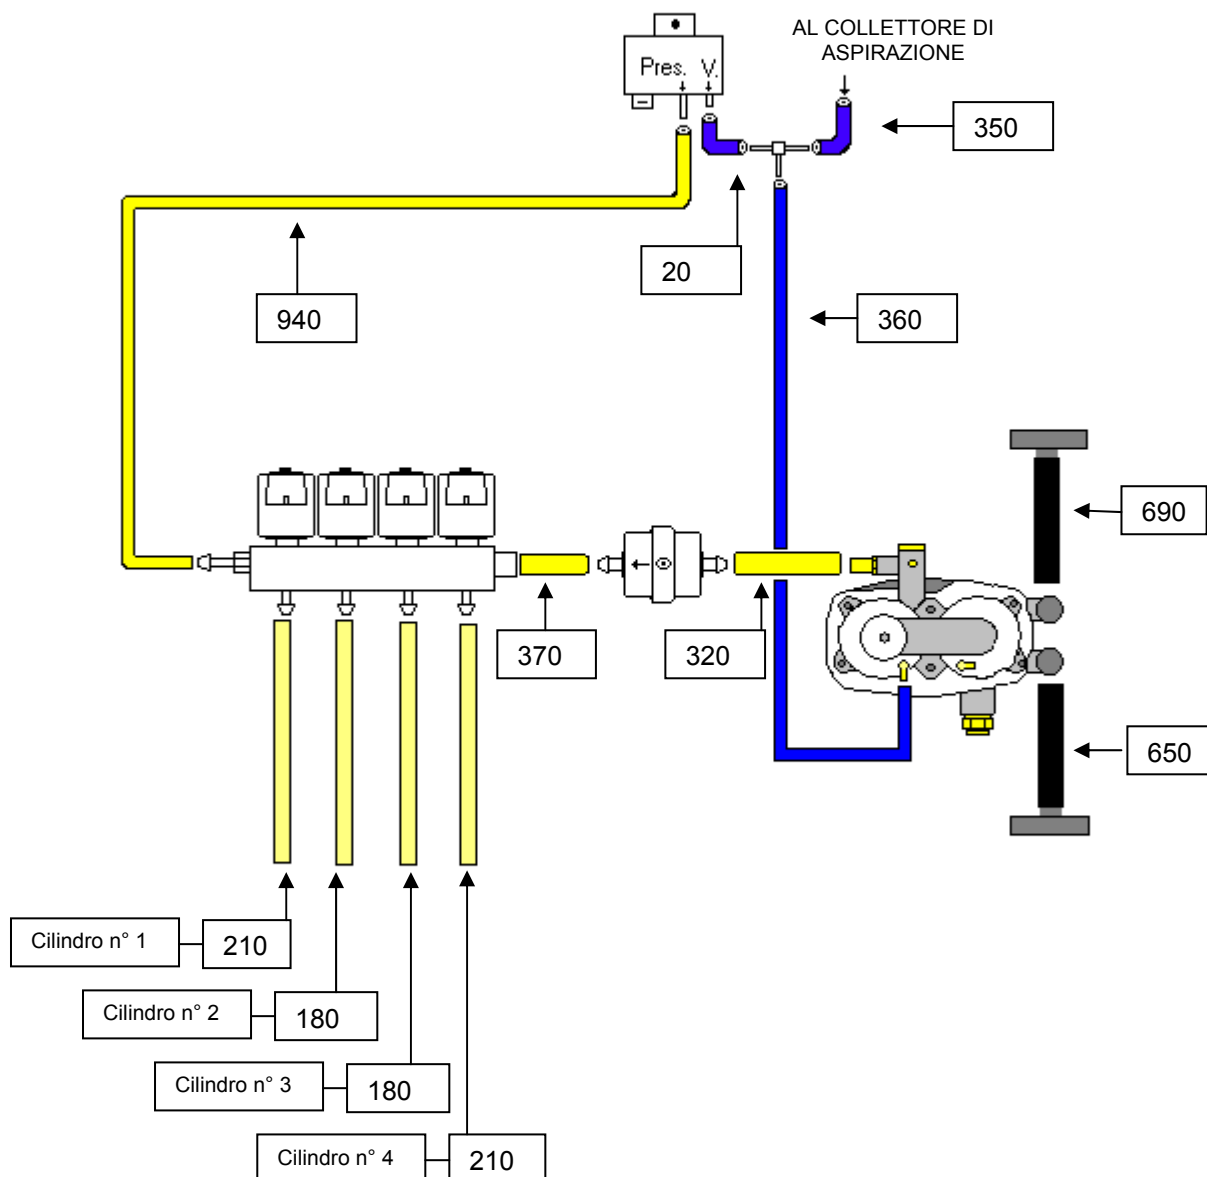 AL COLLETTORE DI
ASPIRAZIONE
Pres. V.
350
20
940
360
690
370
320
650
Cilindro n° 1
210
Cilindro n° 2
180
Cilindro n° 3
180
Cilindro n° 4
210